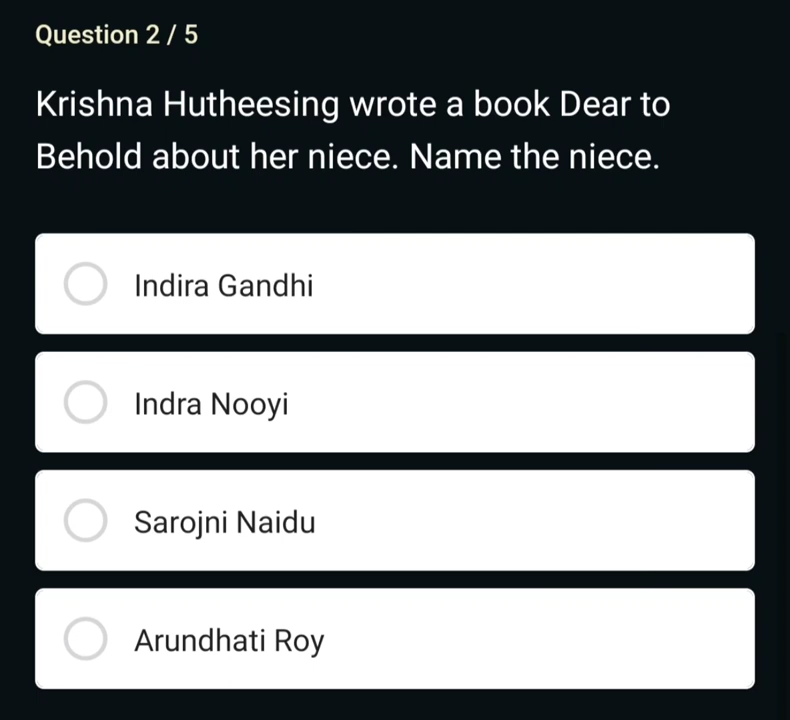 Question 2 / 5
Krishna Hutheesing wrote a book Dear to
Behold about her niece. Name the niece.
Indira Gandhi
Indra Nooyi
Sarojni Naidu
Arundhati Roy